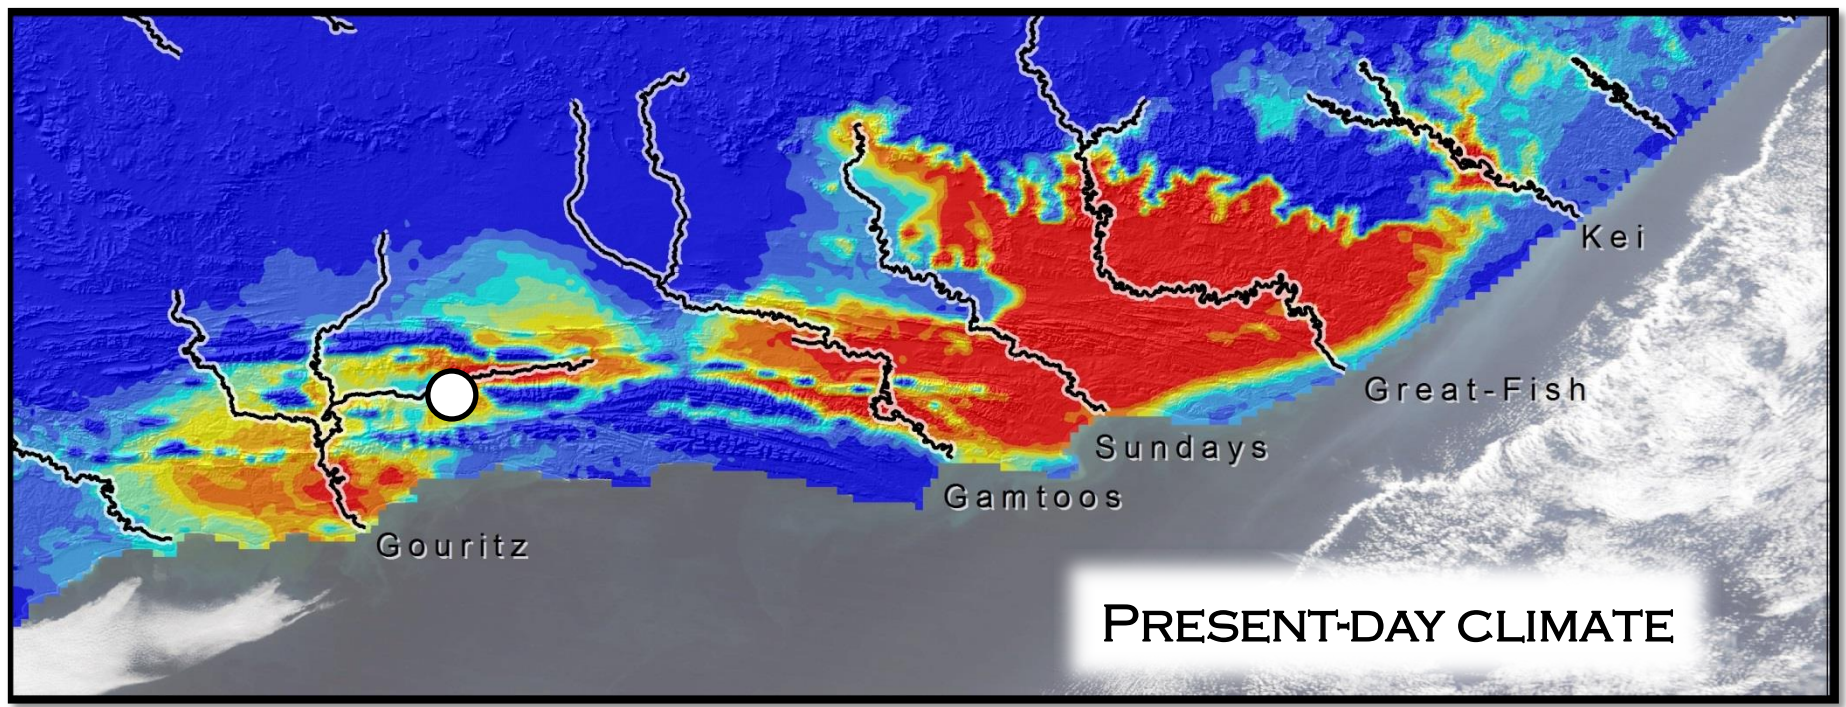 Kei
Great-Fish
Sundays
Gamtoos
Gouritz
PRESENT-DAY CLIMATE